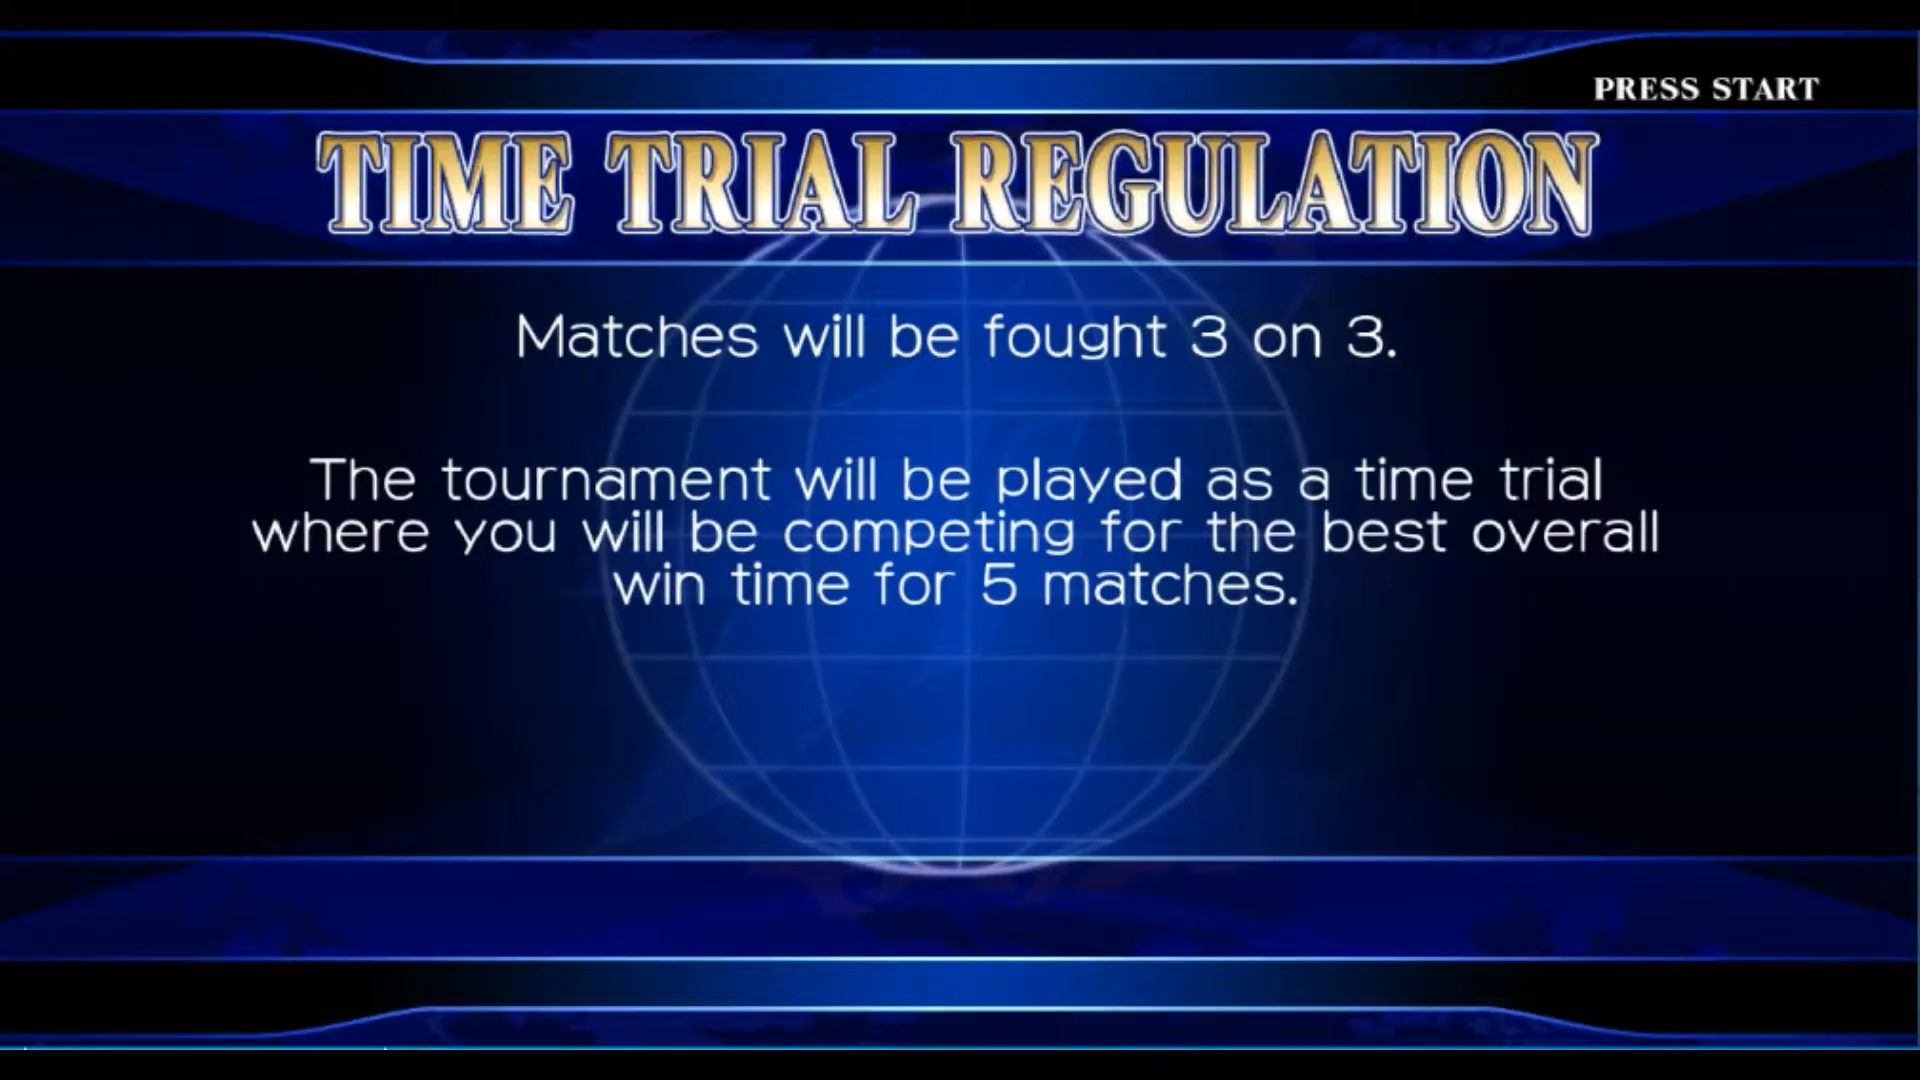 PRESS START
TIME TRIAL REGULATION
Matches will be fought 3 on 3.
The tournament will be played as a time trial
where you will be competing for the best overall
win time for 5 matches.